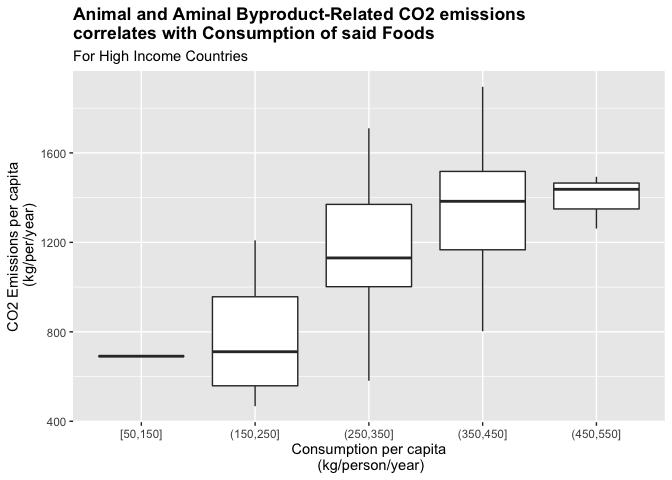 Animal and Aminal Byproduct-Related CO2 emissions
correlates with Consumption of said Foods
For High Income Countries
CO2 Emissions per capita
(kg/per/year)
1600
1200
800
400
[50,150]
(150,250]
(250,350]
(350,450]
(450,550]
Consumption per capita
(kg/person/year)